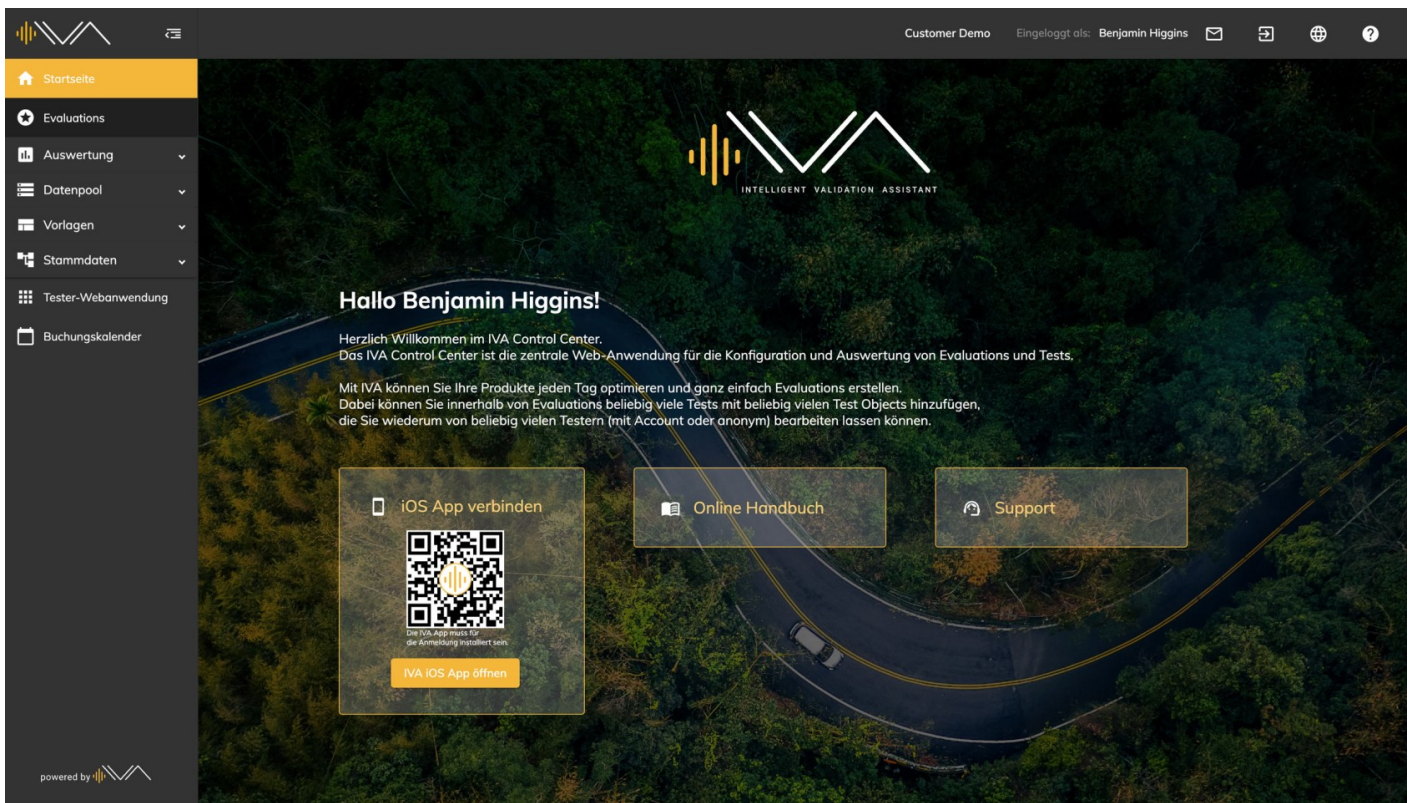 IVA
Customer Demo
Eingeloggt als: Benjamin Higgins
Startseite
Evaluations
Auswertung
Datenpool
Vorlagen
Stammdaten
Tester-Webanwendung
Buchungskalender
powered by IVA
IVA
INTELLIGENT VALIDATION ASSISTANT
Hallo Benjamin Higgins!
Herzlich Willkommen im IVA Control Center.
Das IVA Control Center ist die zentrale Web-Anwendung für die Konfiguration und Auswertung von Evaluations und Tests.
Mit IVA können Sie Ihre Produkte jeden Tag optimieren und ganz einfach Evaluations erstellen.
Dabei können Sie innerhalb von Evaluations beliebig viele Tests mit beliebig vielen Test Objects hinzufügen,
die Sie wiederum von beliebig vielen Testern (mit Account oder anonym) bearbeiten lassen können.
iOS App verbinden
Die IVA App muss für
die Anmeldung installiert sein.
IVA iOS App öffnen
Online Handbuch
Support